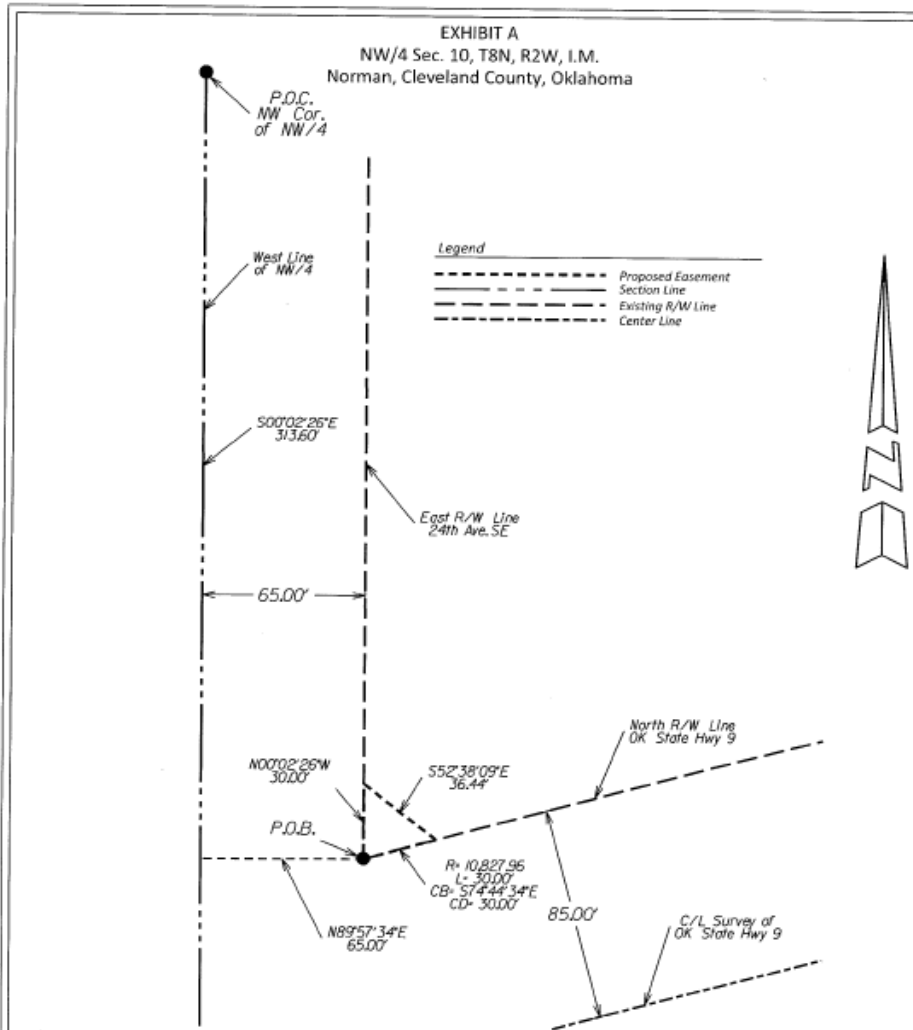 EXHIBIT A
NW/4 Sec. 10, T8N, R2W, I.M.
Norman, Cleveland County, Oklahoma
P.O.C.
NW Cor.
of NW/4
West Line
of NW/4
Legend
Proposed Easement
Section Line
Existing R/W Line
Center Line
S00°02'26"E
313.60'
East R/W Line
24th Ave. SE
65.00'
N
North R/W Line
OK State Hwy 9
N00°02'26"W
30.00'
S52°38'09"E
36.44'
P.O.B.
R= 10,827.96
L= 30.00'
CB= S74°44'34"E
CD= 30.00'
85.00'
N89°57'34"E
65.00'
C/L Survey of
OK State Hwy 9